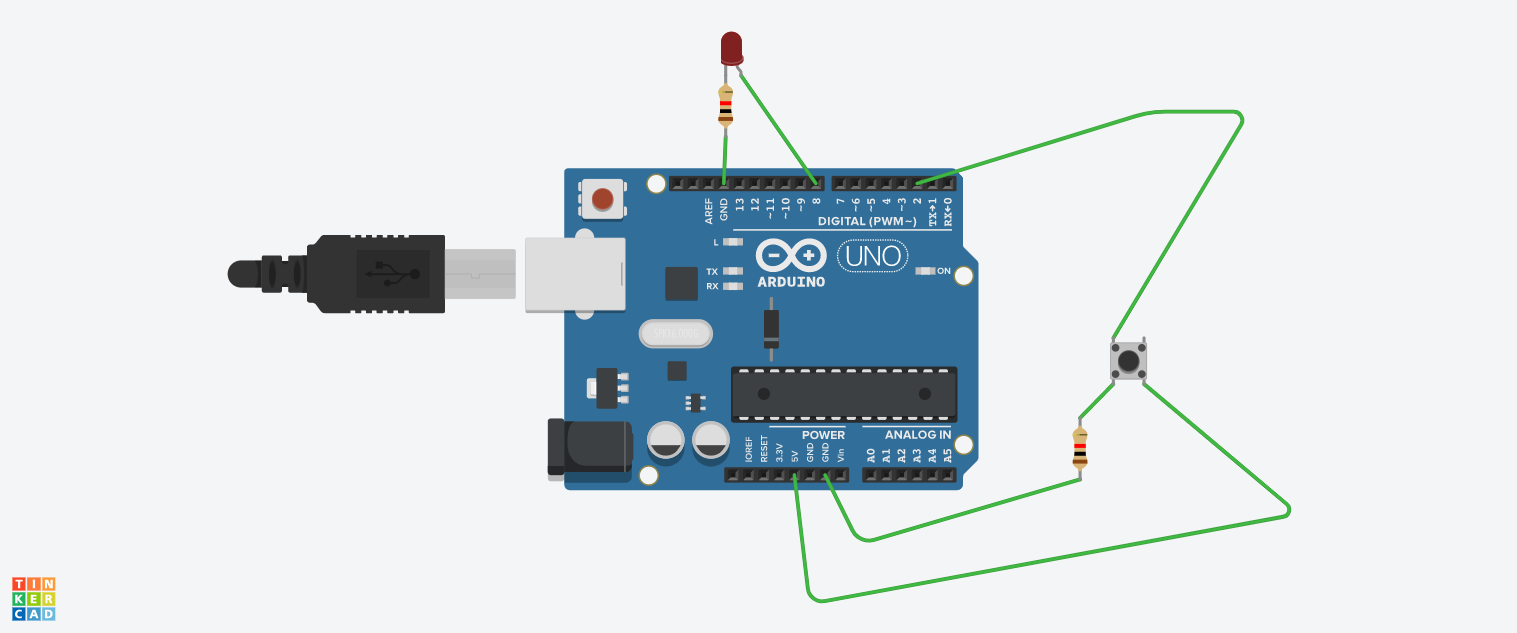 AREF
GND
13
12
~11
~10
~9
8
7
~6
~5
4
~3
2
TX→1
RX←0
DIGITAL (PWM~)
L
TX
RX
ARDUINO
UNO
ON
POWER
ANALOG IN
IOREF
RESET
3.3V
5V
GND
GND
Vin
A0
A1
A2
A3
A4
A5
TIN
KER
CAD